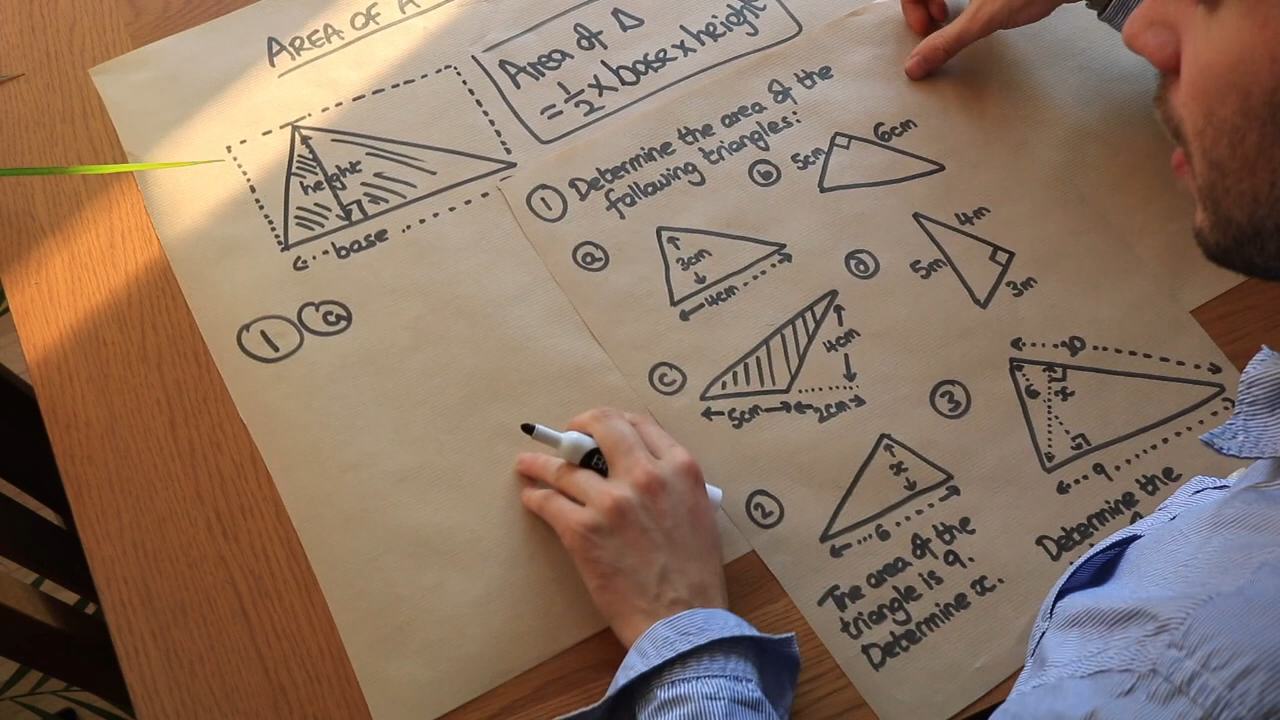 AREA OF A
Area of Δ
= 1/2 × base × height
height
base
① ⓐ
① Determine the area of the
following triangles:
ⓐ
3cm
4cm
ⓑ
5cm
6cm
ⓒ
4cm
5cm
2cm
ⓓ
4m
5m
3m
②
x
6
The area of the
triangle is 9.
Determine x.
③
10
6
x
9
Determine the